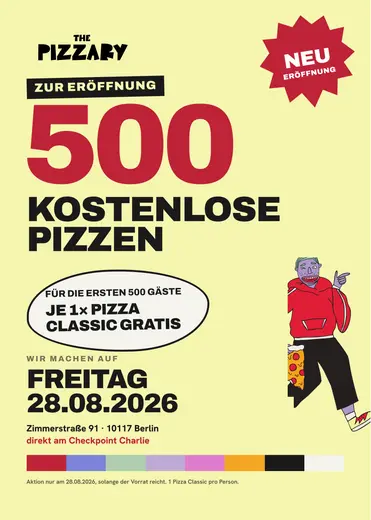 THE
PIZZARY
NEU
ERÖFFNUNG
ZUR ERÖFFNUNG
500
KOSTENLOSE
PIZZEN
FÜR DIE ERSTEN 500 GÄSTE
JE 1x PIZZA
CLASSIC GRATIS
WIR MACHEN AUF
FREITAG
28.08.2026
Zimmerstraße 91 · 10117 Berlin
direkt am Checkpoint Charlie
Aktion nur am 28.08.2026, solange der Vorrat reicht. 1 Pizza Classic pro Person.